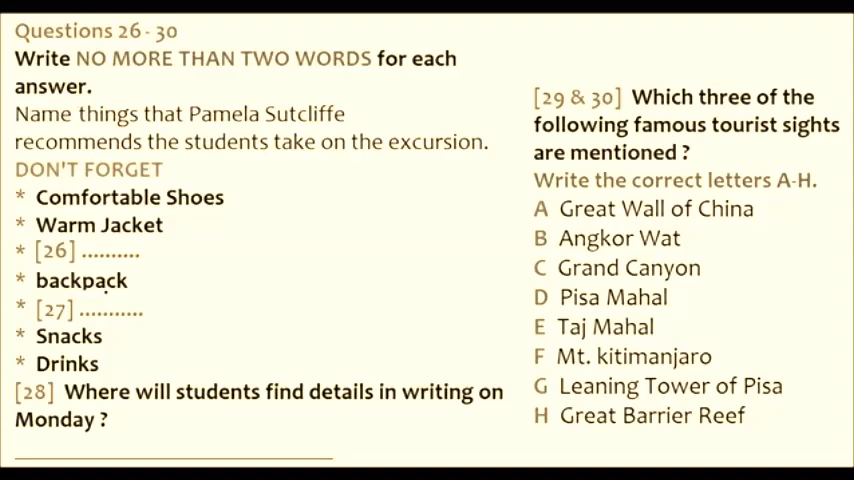 Questions 26 - 30
Write NO MORE THAN TWO WORDS for each
answer.
Name things that Pamela Sutcliffe
recommends the students take on the excursion.
DON'T FORGET
* Comfortable Shoes
* Warm Jacket
* [26] ..........
* backpack
* [27] ...........
* Snacks
* Drinks
[28] Where will students find details in writing on
Monday ?
[29 & 30] Which three of the
following famous tourist sights
are mentioned ?
Write the correct letters A-H.
A Great Wall of China
B Angkor Wat
C Grand Canyon
D Pisa Mahal
E Taj Mahal
F Mt. kitimanjaro
G Leaning Tower of Pisa
H Great Barrier Reef